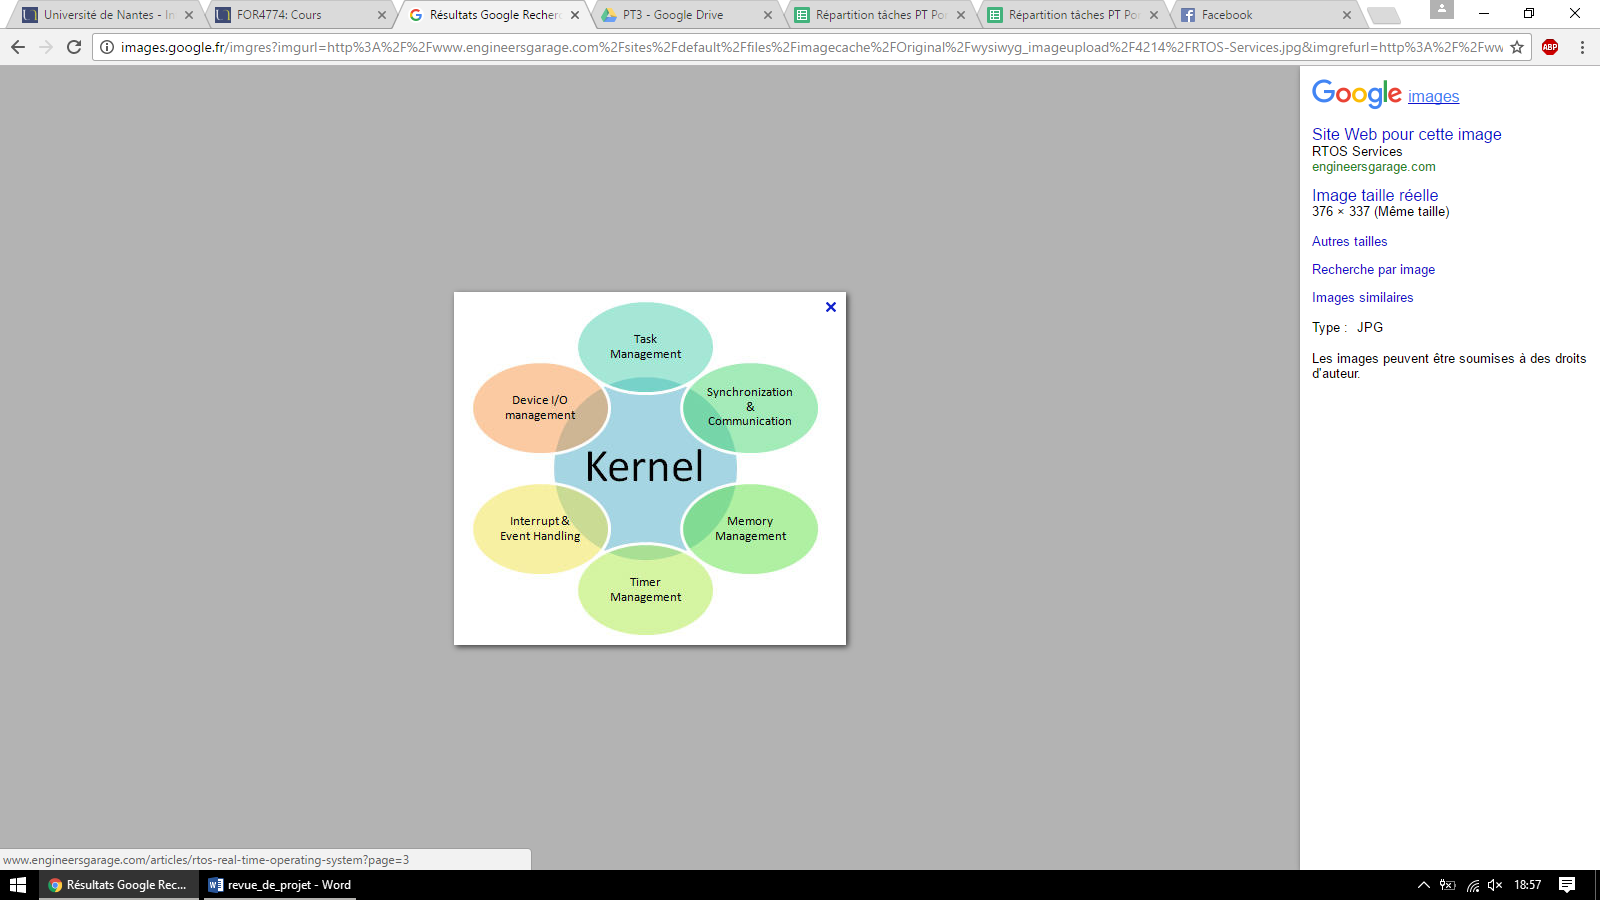 Université de Nantes - In
FOR4774: Cours
Résultats Google Recherc
PT3 - Google Drive
Répartition tâches PT Po
Répartition tâches PT Poc
Facebook
images.google.fr/imgres?imgurl=http%3A%2F%2Fwww.engineersgarage.com%2Fsites%2Fdefault%2Ffiles%2Fimagecache%2FOriginal%2Fwysiwyg_imageupload%2F4214%2FRTOS-Services.jpg&imgrefurl=http%3A%2F%2Fww
ABP
Google images
Site Web pour cette image
RTOS Services
engineersgarage.com
Image taille réelle
376 × 337 (Même taille)
Autres tailles
Recherche par image
Images similaires
Type : JPG
Les images peuvent être soumises à des droits
d'auteur.
Task
Management
Device I/O
management
Synchronization
&
Communication
Kernel
Interrupt &
Event Handling
Memory
Management
Timer
Management
www.engineersgarage.com/articles/rtos-real-time-operating-system?page=3
Résultats Google Rec...
revue_de_projet - Word
18:57